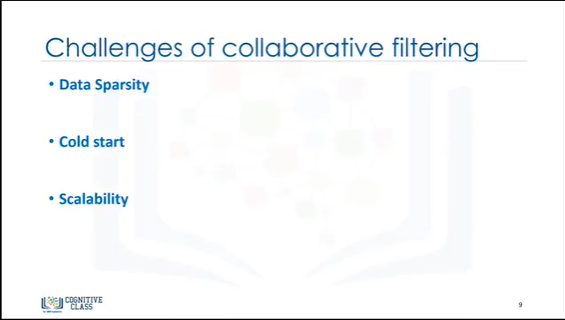 Challenges of collaborative filtering
• Data Sparsity
• Cold start
• Scalability
COGNITIVE
CLASS
9